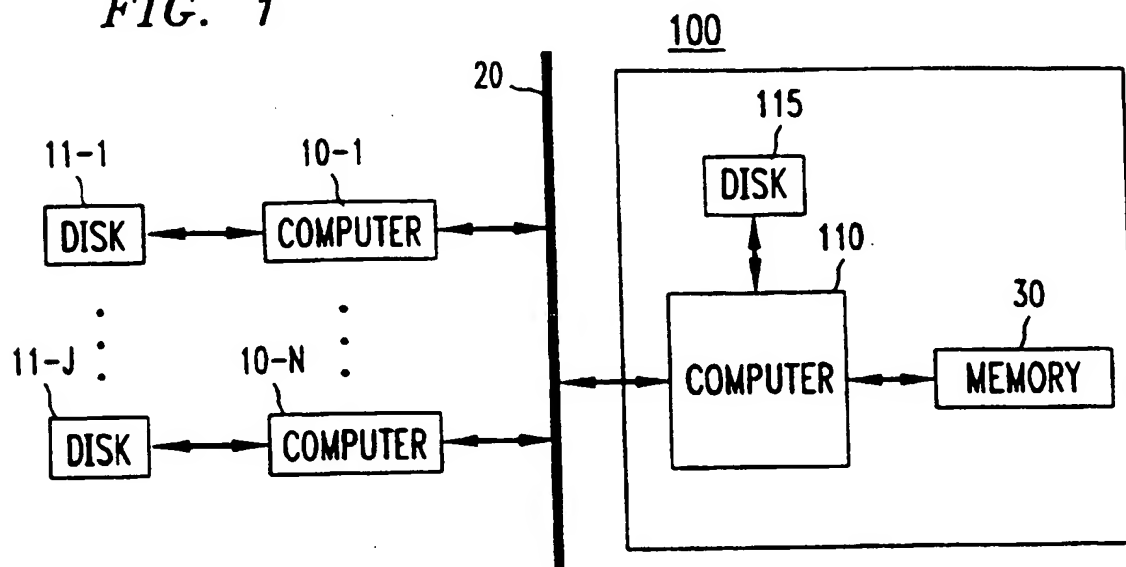 FIG. 1
100
20
115
11-1
10-1
DISK
DISK
COMPUTER
110
30
11-J
10-N
COMPUTER
MEMORY
DISK
COMPUTER